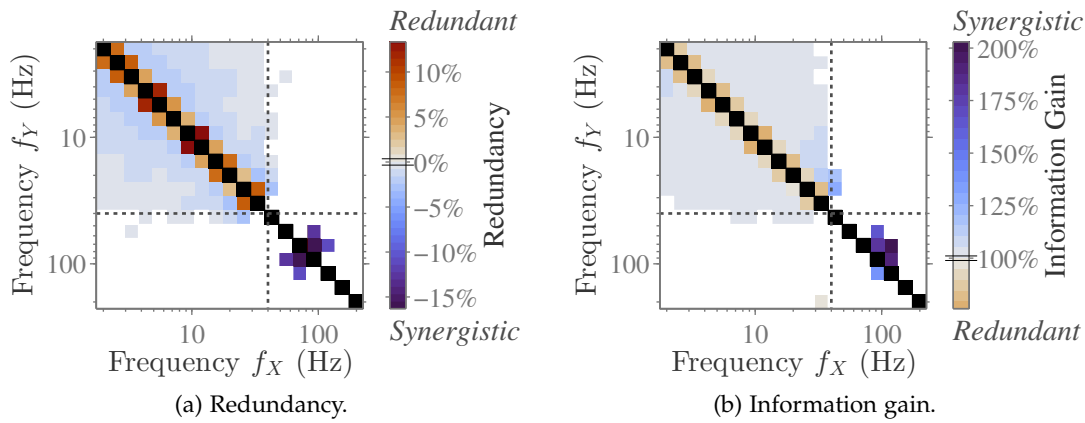 Redundant
Frequency f_Y (Hz)
10
100
10
100
Frequency f_X (Hz)
10%
5%
0%
−5%
−10%
−15%
Redundancy
Synergistic
(a) Redundancy.
Synergistic
Frequency f_Y (Hz)
10
100
10
100
Frequency f_X (Hz)
200%
175%
150%
125%
100%
Information Gain
Redundant
(b) Information gain.